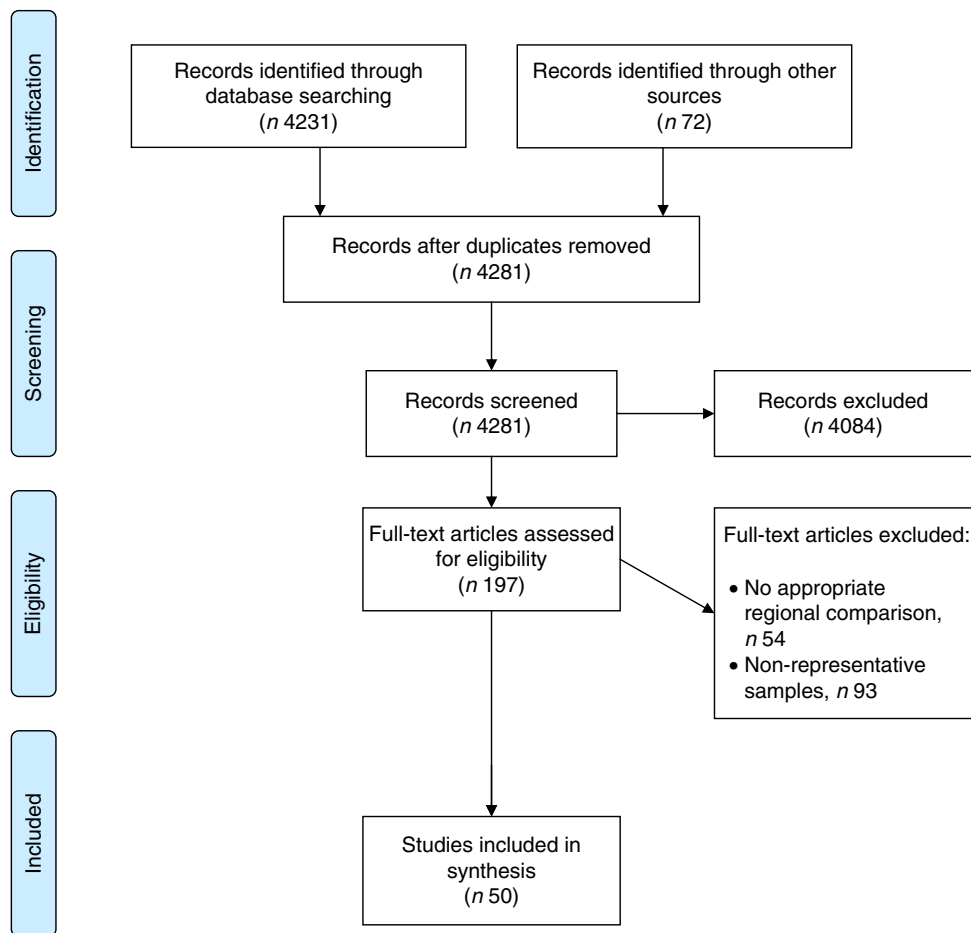 Identification
Records identified through
database searching
(n 4231)
Records identified through other
sources
(n 72)
Records after duplicates removed
(n 4281)
Screening
Records screened
(n 4281)
Records excluded
(n 4084)
Eligibility
Full-text articles assessed
for eligibility
(n 197)
Full-text articles excluded:
• No appropriate
regional comparison,
n 54
• Non-representative
samples, n 93
Included
Studies included in
synthesis
(n 50)